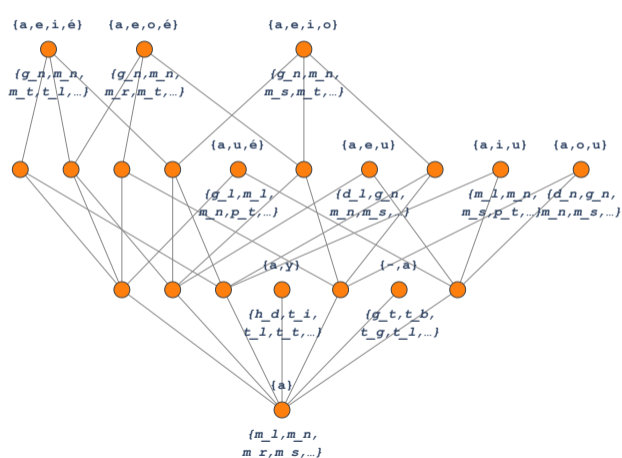 {a,e,i,é} {a,e,o,é} {a,e,i,o}
{g_n,m_n, {g_n,m_n, {g_n,m_n,
m_t,t_l,…} m_r,m_t,…} m_s,m_t,…}
{a,u,é} {a,e,u} {a,i,u} {a,o,u}
{g_l,m_l, {d_l,g_n, {m_l,m_n, {d_n,g_n,
m_n,p_t,…} m_n,m_s,…} m_s,p_t,…} m_n,m_s,…}
{a,y} {-,a}
{h_d,t_i, {g_t,t_b,
t_l,t_t,…} t_g,t_l,…}
{a}
{m_l,m_n,
m_r,m_s,…}